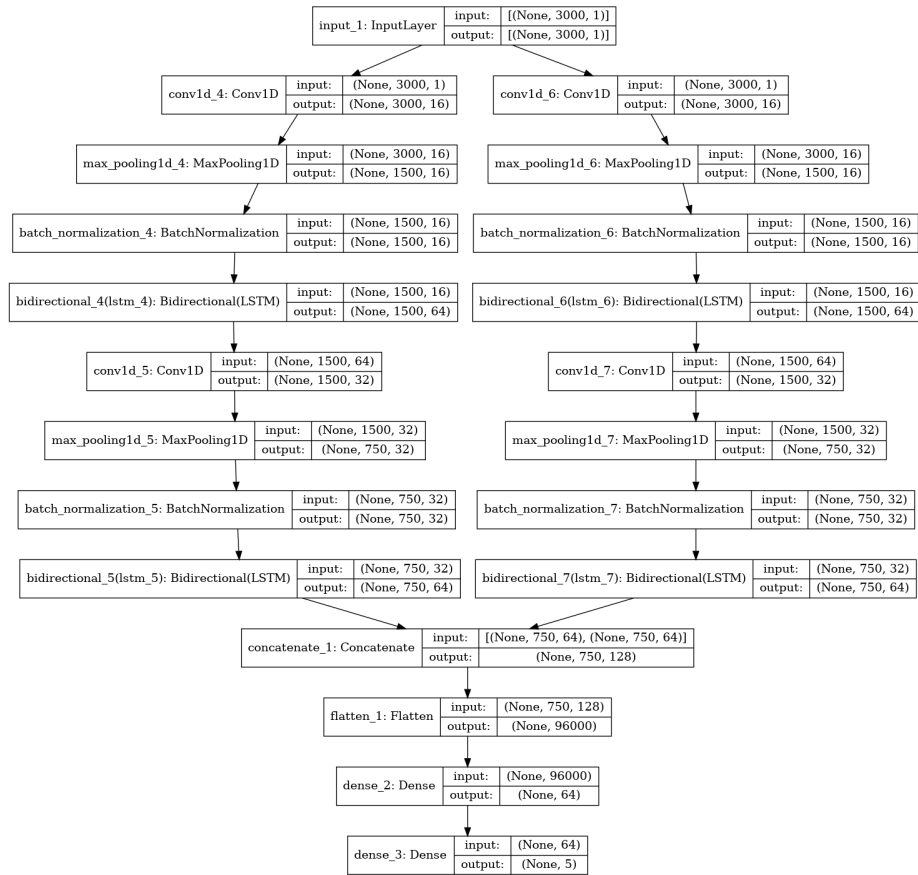 input_1: InputLayer
input: [(None, 3000, 1)]
output: [(None, 3000, 1)]
conv1d_4: Conv1D
input: (None, 3000, 1)
output: (None, 3000, 16)
conv1d_6: Conv1D
input: (None, 3000, 1)
output: (None, 3000, 16)
max_pooling1d_4: MaxPooling1D
input: (None, 3000, 16)
output: (None, 1500, 16)
max_pooling1d_6: MaxPooling1D
input: (None, 3000, 16)
output: (None, 1500, 16)
batch_normalization_4: BatchNormalization
input: (None, 1500, 16)
output: (None, 1500, 16)
batch_normalization_6: BatchNormalization
input: (None, 1500, 16)
output: (None, 1500, 16)
bidirectional_4(lstm_4): Bidirectional(LSTM)
input: (None, 1500, 16)
output: (None, 1500, 64)
bidirectional_6(lstm_6): Bidirectional(LSTM)
input: (None, 1500, 16)
output: (None, 1500, 64)
conv1d_5: Conv1D
input: (None, 1500, 64)
output: (None, 1500, 32)
conv1d_7: Conv1D
input: (None, 1500, 64)
output: (None, 1500, 32)
max_pooling1d_5: MaxPooling1D
input: (None, 1500, 32)
output: (None, 750, 32)
max_pooling1d_7: MaxPooling1D
input: (None, 1500, 32)
output: (None, 750, 32)
batch_normalization_5: BatchNormalization
input: (None, 750, 32)
output: (None, 750, 32)
batch_normalization_7: BatchNormalization
input: (None, 750, 32)
output: (None, 750, 32)
bidirectional_5(lstm_5): Bidirectional(LSTM)
input: (None, 750, 32)
output: (None, 750, 64)
bidirectional_7(lstm_7): Bidirectional(LSTM)
input: (None, 750, 32)
output: (None, 750, 64)
concatenate_1: Concatenate
input: [(None, 750, 64), (None, 750, 64)]
output: (None, 750, 128)
flatten_1: Flatten
input: (None, 750, 128)
output: (None, 96000)
dense_2: Dense
input: (None, 96000)
output: (None, 64)
dense_3: Dense
input: (None, 64)
output: (None, 5)